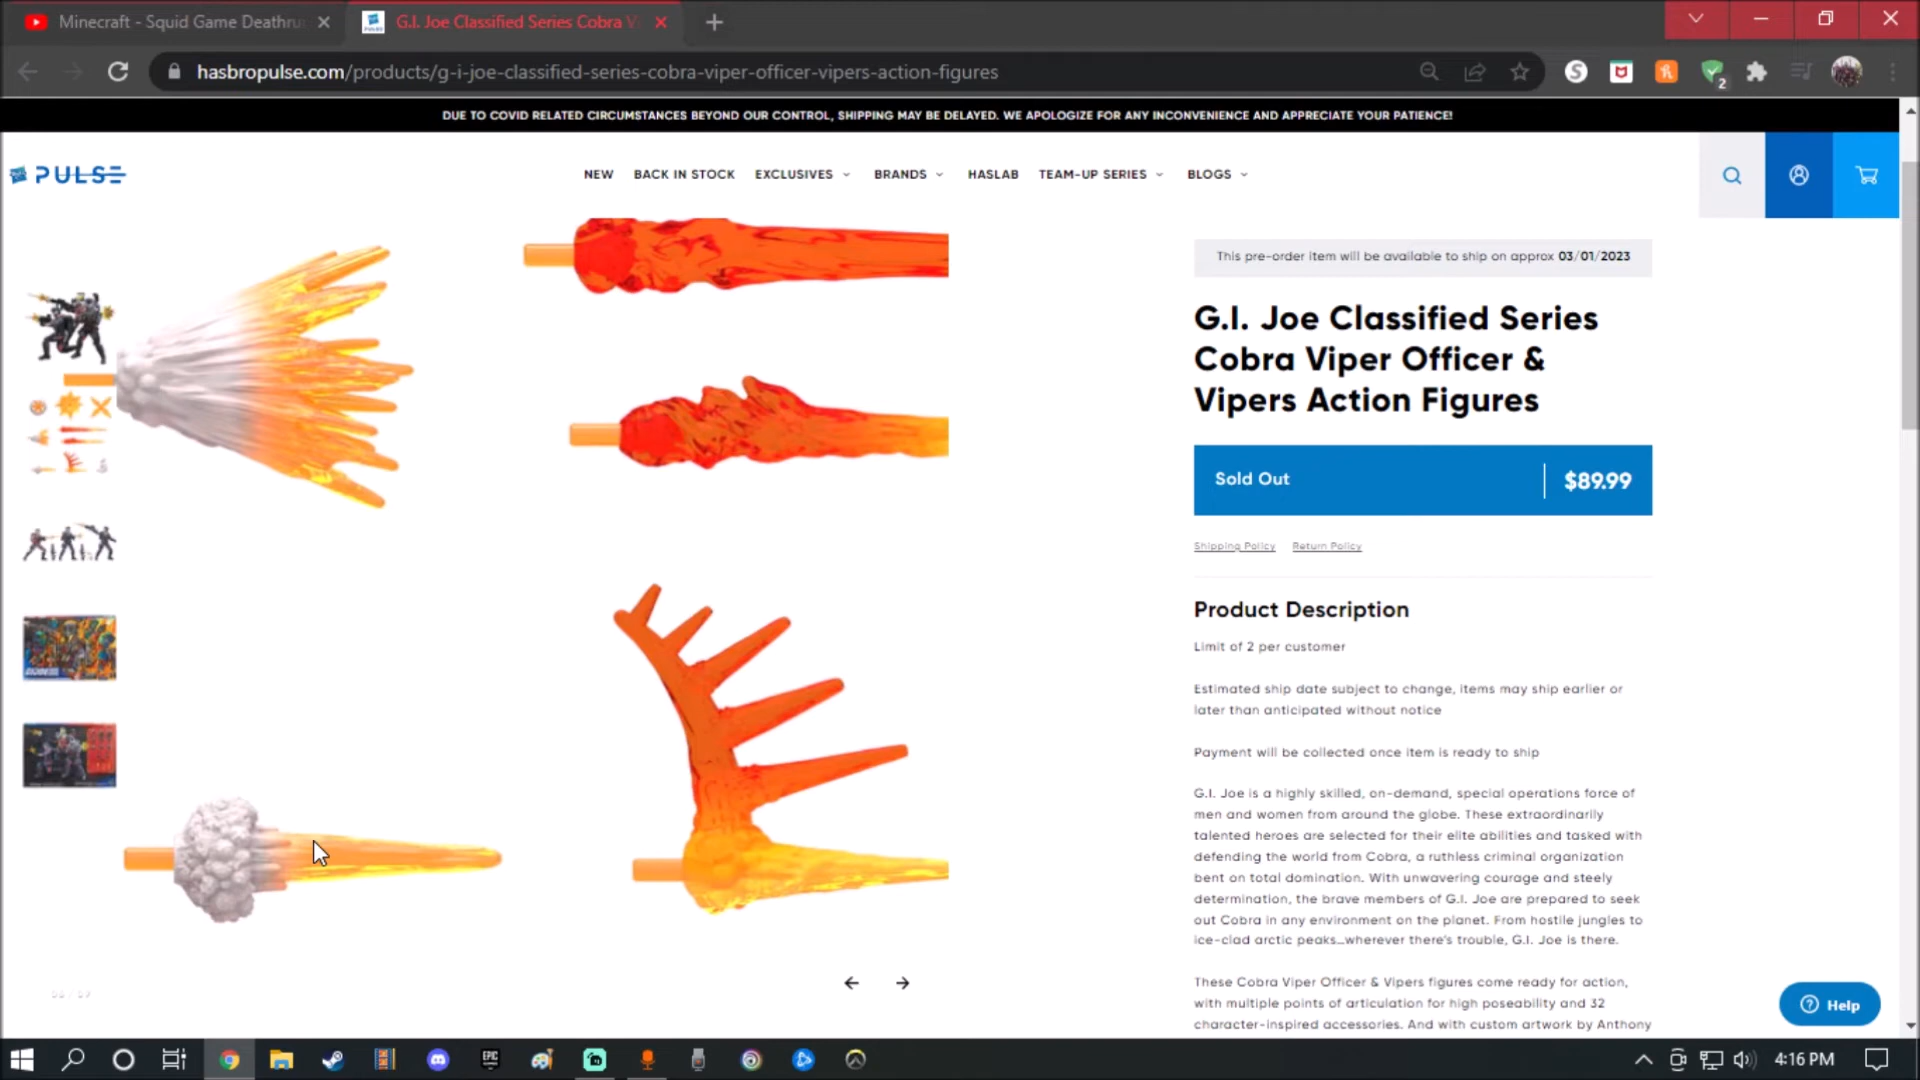 Minecraft - Squid Game Deathru
G.I. Joe Classified Series Cobra V
hasbropulse.com/products/g-i-joe-classified-series-cobra-viper-officer-vipers-action-figures
2
DUE TO COVID RELATED CIRCUMSTANCES BEYOND OUR CONTROL, SHIPPING MAY BE DELAYED. WE APOLOGIZE FOR ANY INCONVENIENCE AND APPRECIATE YOUR PATIENCE!
PULSE
NEW BACK IN STOCK EXCLUSIVES BRANDS HASLAB TEAM-UP SERIES BLOGS
This pre-order item will be available to ship on approx 03/01/2023
G.I. Joe Classified Series
Cobra Viper Officer &
Vipers Action Figures
Sold Out $89.99
Shipping Policy Return Policy
Product Description
Limit of 2 per customer
Estimated ship date subject to change, items may ship earlier or
later than anticipated without notice
Payment will be collected once item is ready to ship
G.I. Joe is a highly skilled, on-demand, special operations force of
men and women from around the globe. These extraordinarily
talented heroes are selected for their elite abilities and tasked with
defending the world from Cobra, a ruthless criminal organization
bent on total domination. With unwavering courage and steely
determination, the brave members of G.I. Joe are prepared to seek
out Cobra in any environment on the planet. From hostile jungles to
ice-clad arctic peaks...wherever there's trouble, G.I. Joe is there.
These Cobra Viper Officer & Vipers figures come ready for action,
with multiple points of articulation for high poseability and 32
character-inspired accessories. And with custom artwork by Anthony
Help
EPIC
4:16 PM